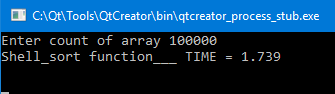 C:\Qt\Tools\QtCreator\bin\qtcreator_process_stub.exe
Enter count of array 100000
Shell_sort function___ TIME = 1.739